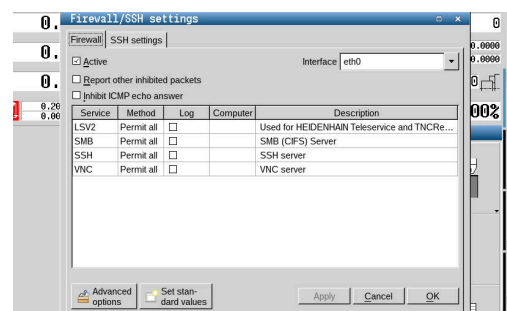 Firewall/SSH settings
0.
0
Firewall SSH settings
0.
0.0000
0.0000
Active
Interface eth0
0.
0
Report other inhibited packets
0.20
0.00
00%
Inhibit ICMP echo answer
Service Method Log Computer Description
LSV2 Permit all Used for HEIDENHAIN Teleservice and TNCRe...
SMB Permit all SMB (CIFS) Server
SSH Permit all SSH server
VNC Permit all VNC server
Advanced options
Set stan-dard values
Apply Cancel OK